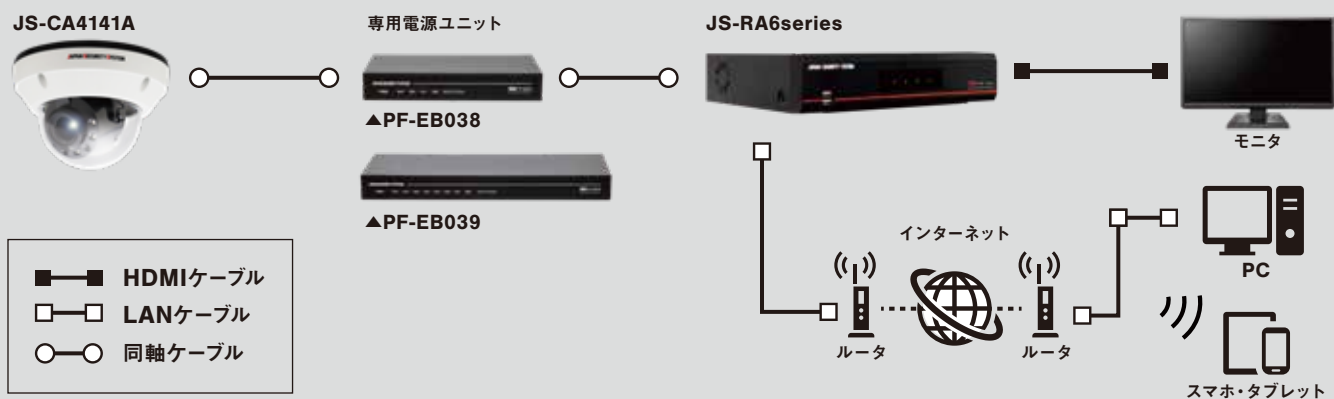 JS-CA4141A
専用電源ユニット
JS-RA6series
▲PF-EB038
モニタ
▲PF-EB039
インターネット
PC
HDMIケーブル
LANケーブル
同軸ケーブル
ルータ
ルータ
スマホ・タブレット